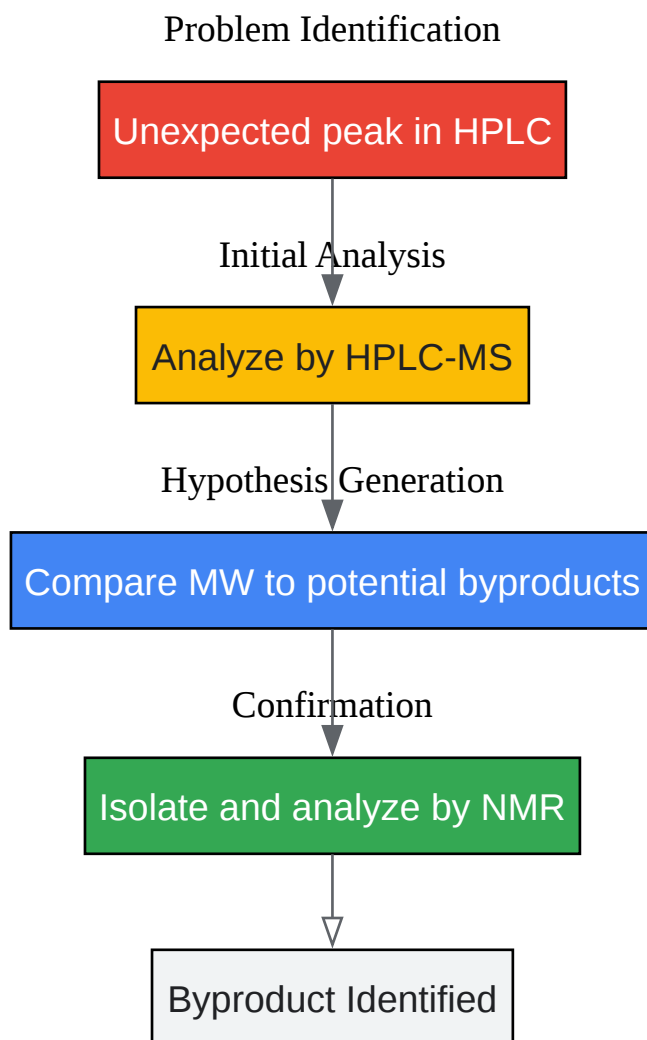 Problem Identification
Unexpected peak in HPLC
Initial Analysis
Analyze by HPLC-MS
Hypothesis Generation
Compare MW to potential byproducts
Confirmation
Isolate and analyze by NMR
Byproduct Identified